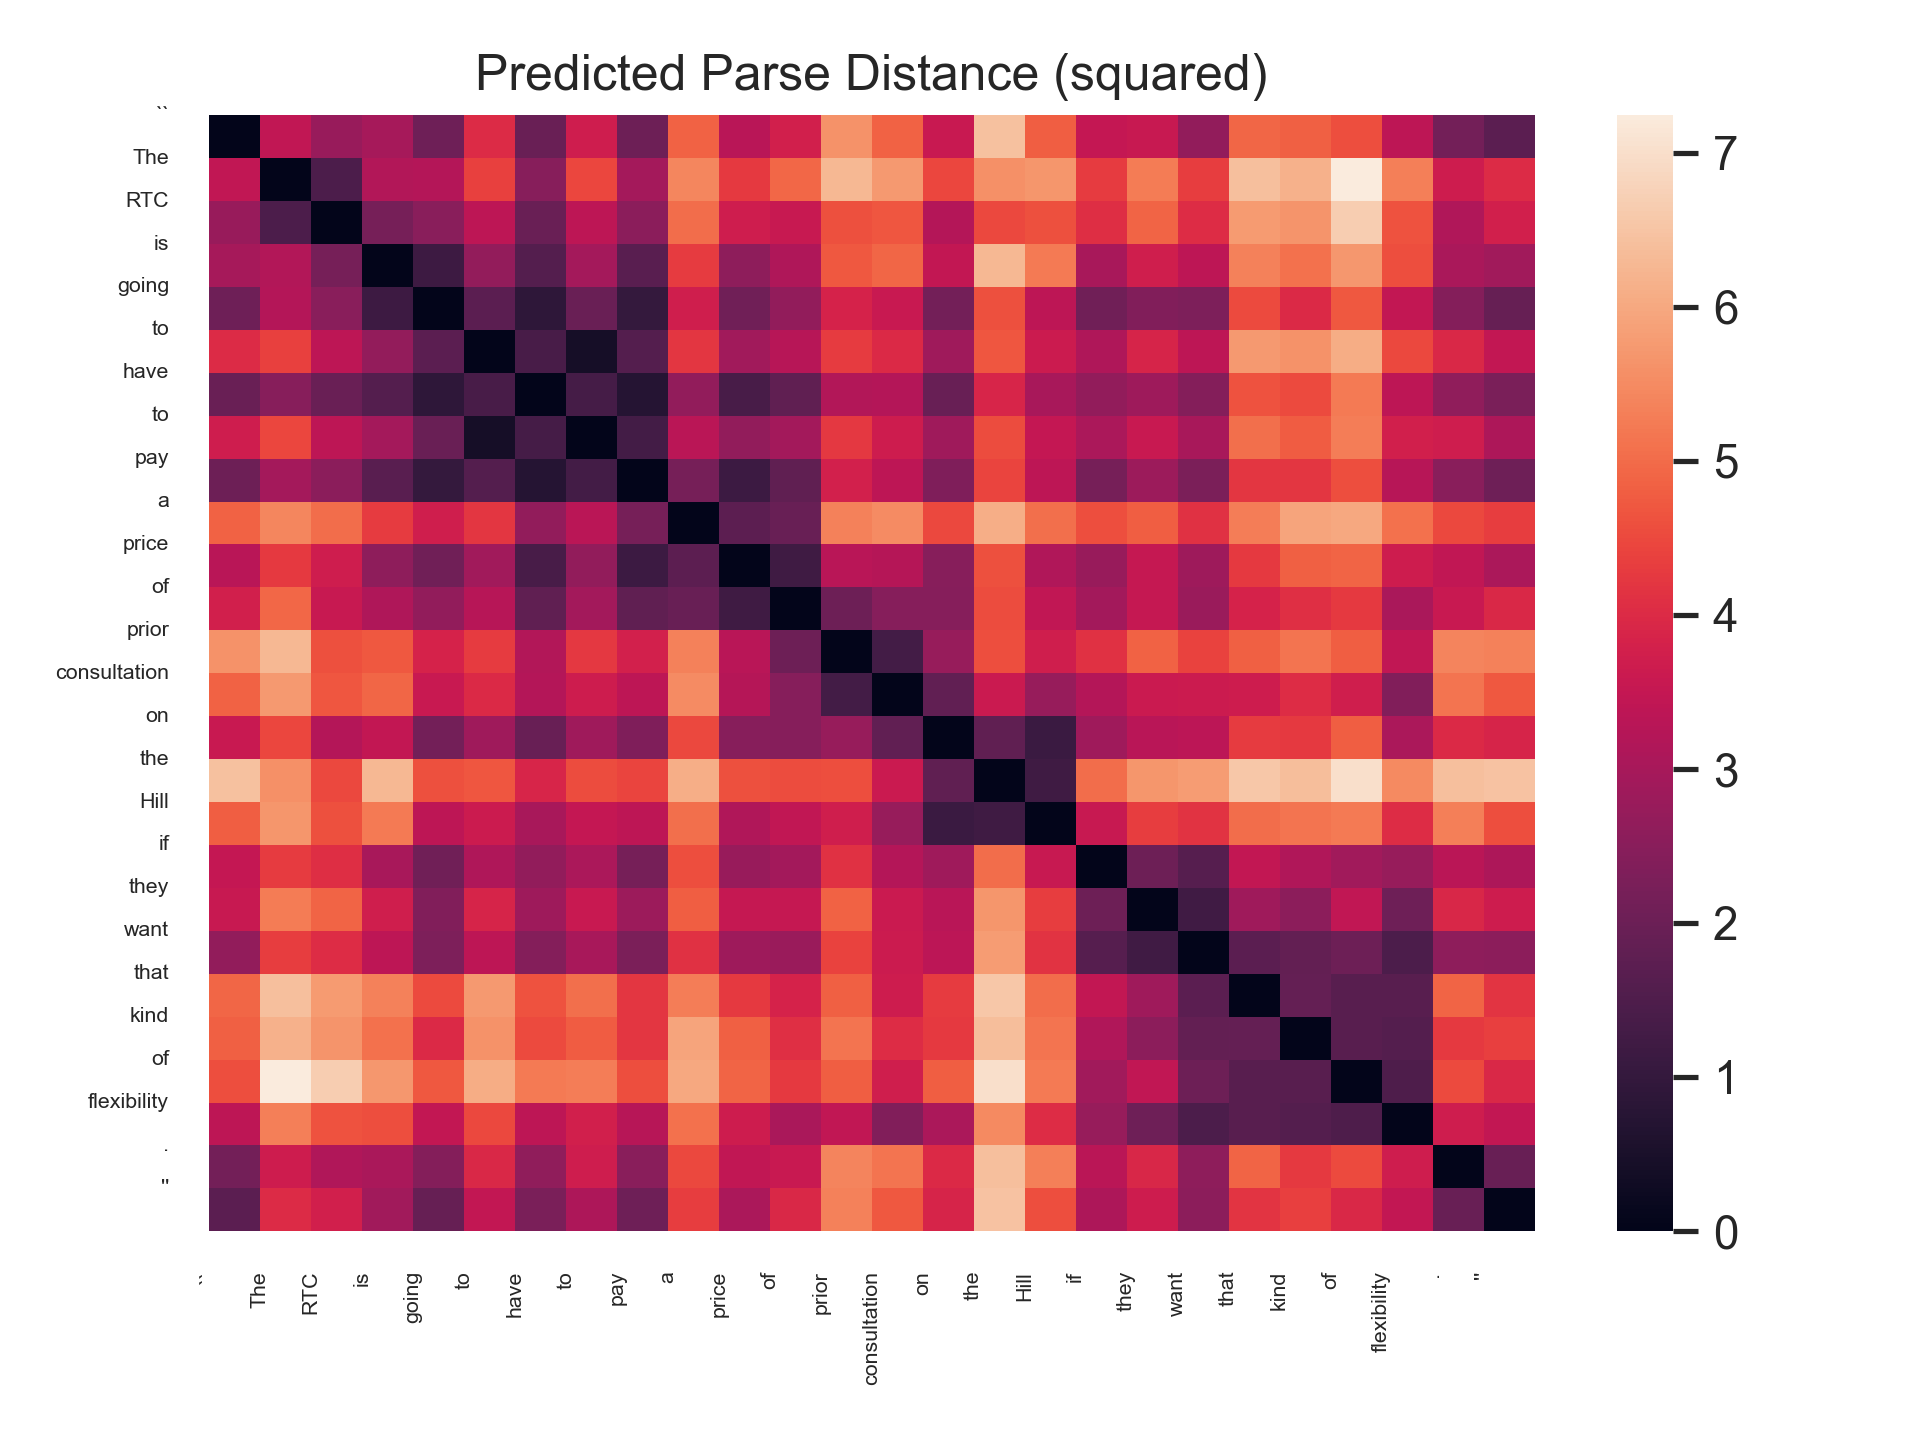 Predicted Parse Distance (squared)
``
The
RTC
is
going
to
have
to
pay
a
price
of
prior
consultation
on
the
Hill
if
they
want
that
kind
of
flexibility
.
''
7
6
5
4
3
2
1
0
``
The
RTC
is
going
to
have
to
pay
a
price
of
prior
consultation
on
the
Hill
if
they
want
that
kind
of
flexibility
.
''